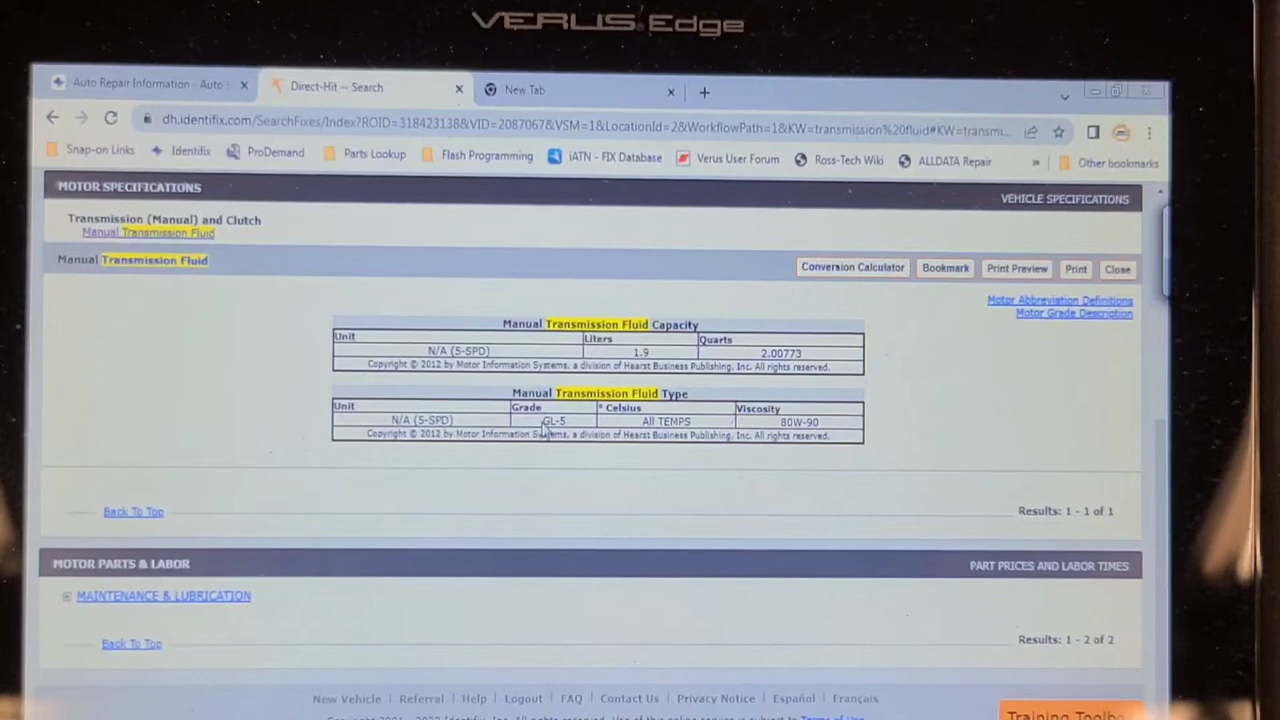 VERUS Edge
Auto Repair Information - Auto
Direct-Hit -- Search
New Tab
dh.identifix.com/SearchFixes/Index?ROID=318423138&VID=2087067&VSM=1&LocationId=2&WorkflowPath=1&KW=transmission%20fluid#KW=transmi...
Snap-on Links Identifix ProDemand Parts Lookup Flash Programming iATN - FIX Database Verus User Forum Ross-Tech Wiki ALLDATA Repair » Other bookmarks
MOTOR SPECIFICATIONS
VEHICLE SPECIFICATIONS
Transmission (Manual) and Clutch
Manual Transmission Fluid
Manual Transmission Fluid
Conversion Calculator Bookmark Print Preview Print Close
Motor Abbreviation Definitions
Motor Grade Description
Manual Transmission Fluid Capacity
Unit Liters Quarts
N/A (5-SPD) 1.9 2.00773
Copyright © 2012 by Motor Information Systems, a division of Hearst Business Publishing, Inc. All rights reserved.
Manual Transmission Fluid Type
Unit Grade ° Celsius Viscosity
N/A (5-SPD) GL-5 All TEMPS 80W-90
Copyright © 2012 by Motor Information Systems, a division of Hearst Business Publishing, Inc. All rights reserved.
Back To Top
Results: 1 - 1 of 1
MOTOR PARTS & LABOR
PART PRICES AND LABOR TIMES
MAINTENANCE & LUBRICATION
Back To Top
Results: 1 - 2 of 2
New Vehicle | Referral | Help | Logout | FAQ | Contact Us | Privacy Notice | Español | Français
Training Toolbo